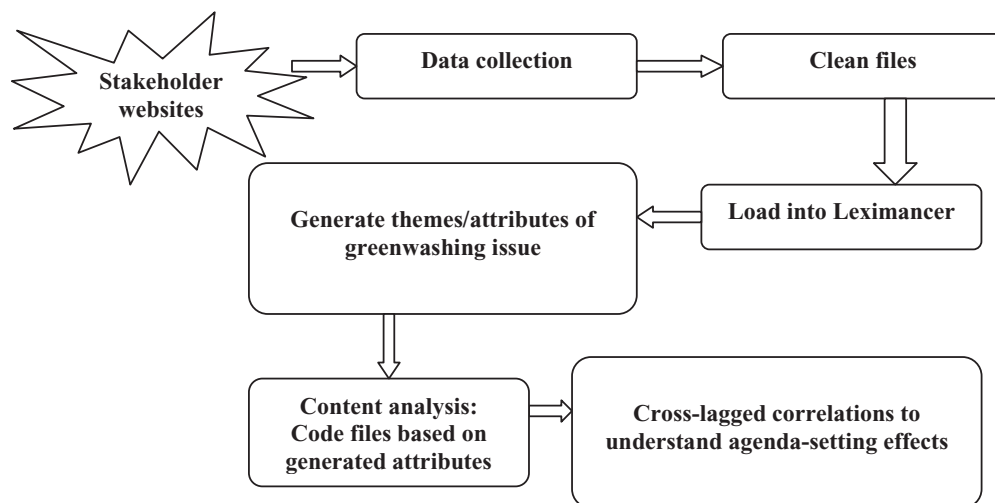 Stakeholder
websites
Data collection
Clean files
Load into Leximancer
Generate themes/attributes of
greenwashing issue
Content analysis:
Code files based on
generated attributes
Cross-lagged correlations to
understand agenda-setting effects